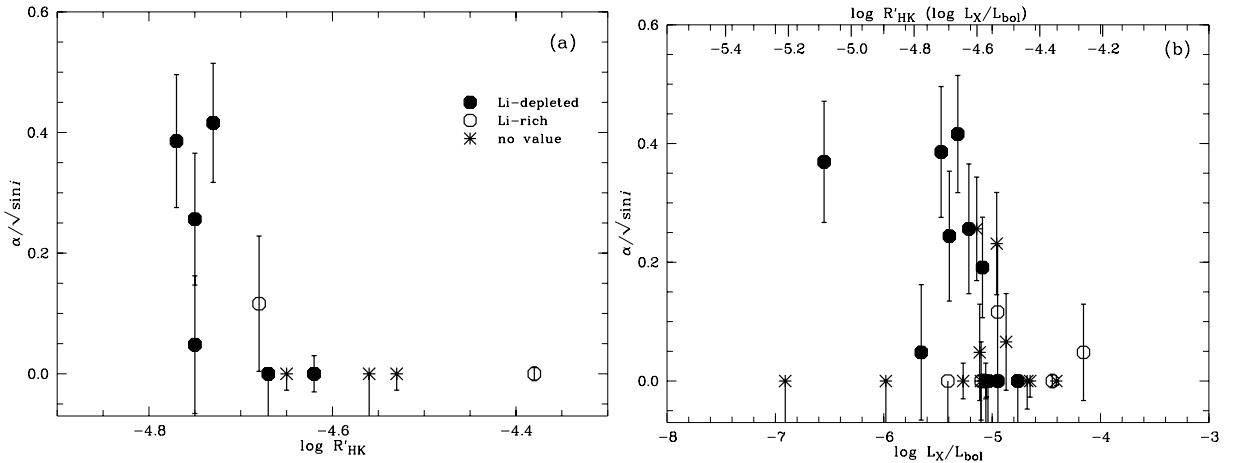 log R'HK (log LX/Lbol)
0.6
(a)
0.6
−5.4 −5.2 −5.0 −4.8 −4.6 −4.4 −4.2
(b)
Li−depleted
Li−rich
no value
0.4
0.4
α/√sini
α/√sini
0.2
0.2
0.0
0.0
−4.8 −4.6 −4.4
−8 −7 −6 −5 −4 −3
log R'HK
log LX/Lbol